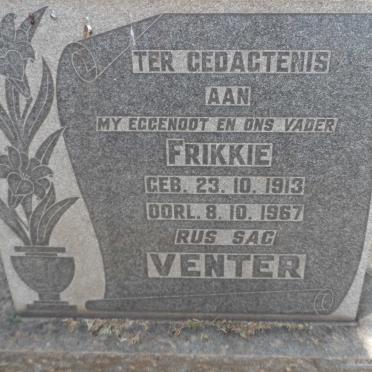 TER GEDAGTENIS
AAN
MY EGGENOOT EN ONS VADER
FRIKKIE
GEB. 23.10.1913
OORL. 8.10.1967
RUS SAG
VENTER